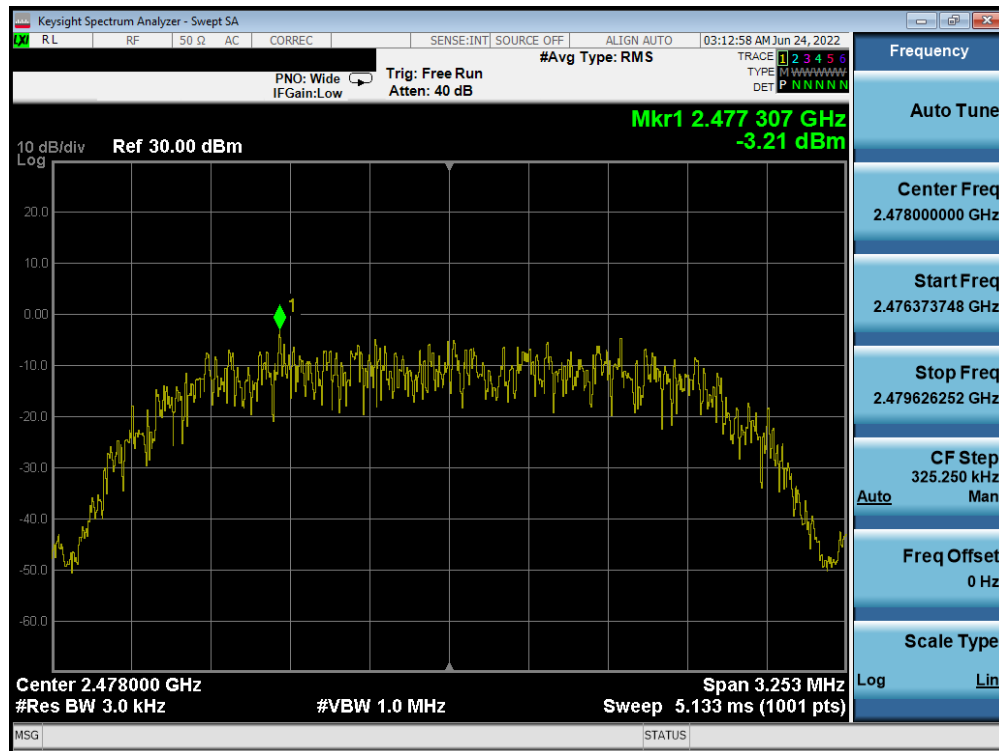 Keysight Spectrum Analyzer - Swept SA
LXI RL RF 50 Ω AC CORREC SENSE:INT SOURCE OFF ALIGN AUTO 03:12:58 AM Jun 24, 2022
#Avg Type: RMS
TRACE 1 2 3 4 5 6
PNO: Wide Trig: Free Run TYPE M WWWWW
IFGain:Low Atten: 40 dB DET P N N N N N
Mkr1 2.477 307 GHz
-3.21 dBm
10 dB/div Ref 30.00 dBm
Log
20.0
10.0
1
0.00
-10.0
-20.0
-30.0
-40.0
-50.0
-60.0
Center 2.478000 GHz Span 3.253 MHz
#Res BW 3.0 kHz #VBW 1.0 MHz Sweep 5.133 ms (1001 pts)
MSG STATUS
Frequency
Auto Tune
Center Freq
2.478000000 GHz
Start Freq
2.476373748 GHz
Stop Freq
2.479626252 GHz
CF Step
325.250 kHz
Auto Man
Freq Offset
0 Hz
Scale Type
Log Lin